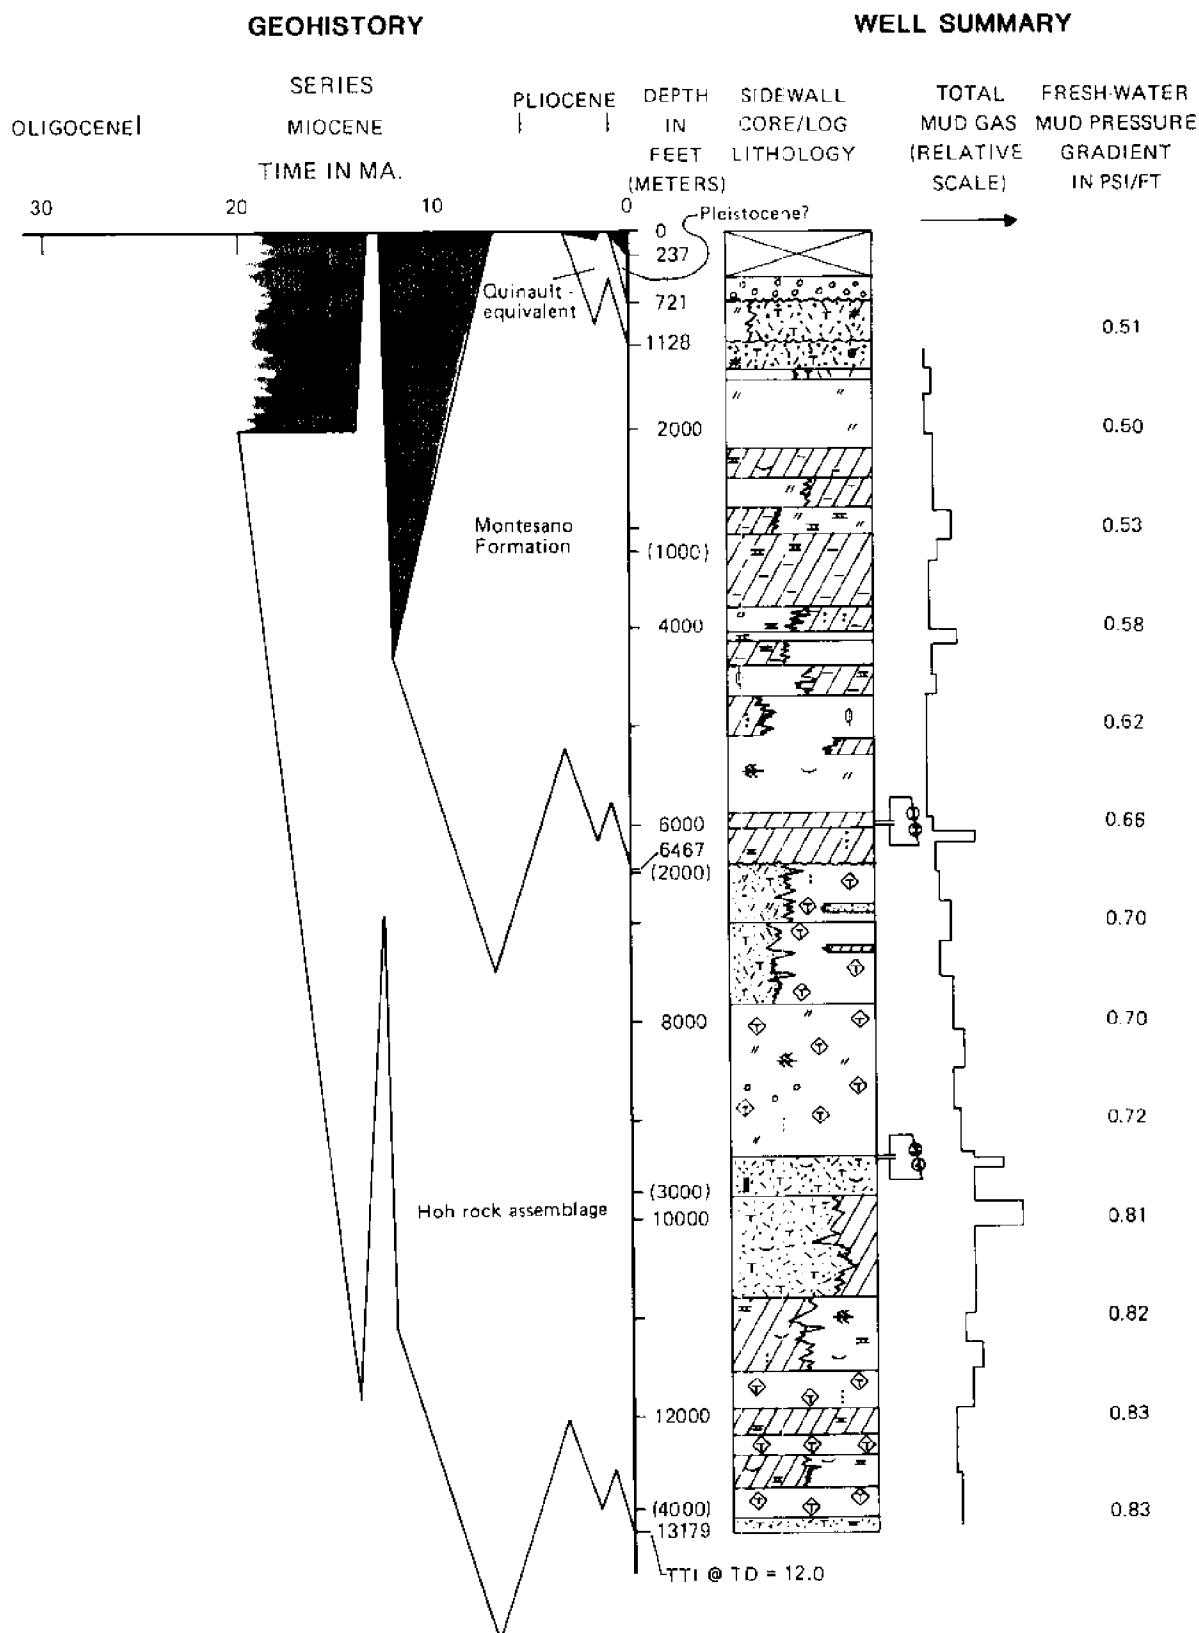 GEOHISTORY
WELL SUMMARY
SERIES
OLIGOCENE
MIOCENE
PLIOCENE
TIME IN MA.
30
20
10
0
DEPTH
IN
FEET
(METERS)
SIDEWALL
CORE/LOG
LITHOLOGY
TOTAL
MUD GAS
(RELATIVE
SCALE)
FRESH-WATER
MUD PRESSURE
GRADIENT
IN PSI/FT
Pleistocene?
Quinault -
equivalent
Montesano
Formation
Hoh rock assemblage
0
237
721
1128
2000
(1000)
4000
6000
6467
(2000)
8000
(3000)
10000
12000
(4000)
13179
TTI @ TD = 12.0
0.51
0.50
0.53
0.58
0.62
0.66
0.70
0.70
0.72
0.81
0.82
0.83
0.83